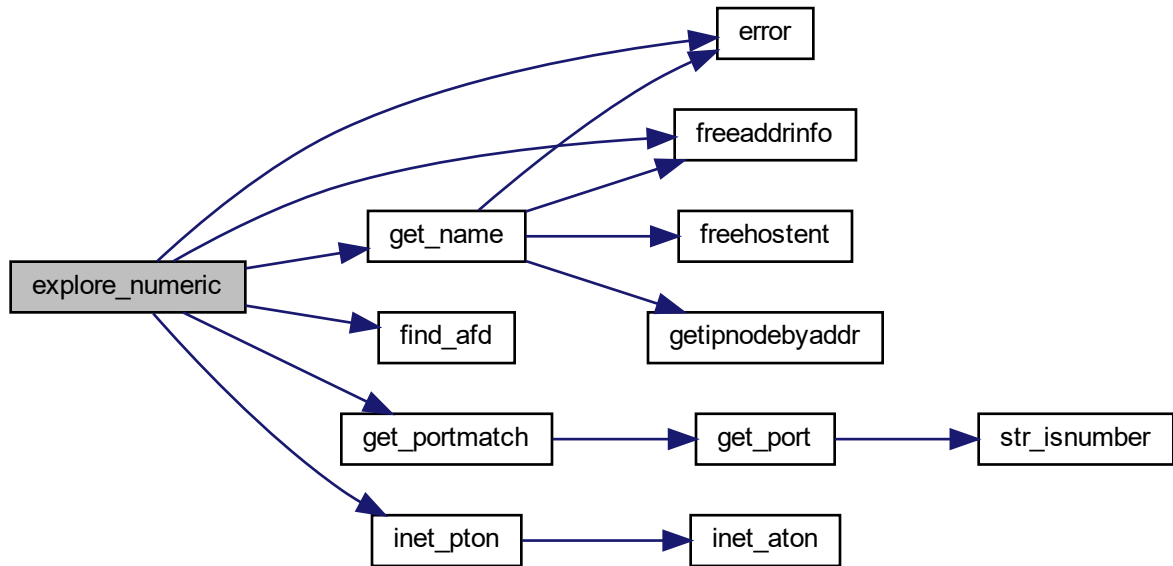 error
freeaddrinfo
get_name
freehostent
explore_numeric
find_afd
getipnodebyaddr
get_portmatch
get_port
str_isnumber
inet_pton
inet_aton